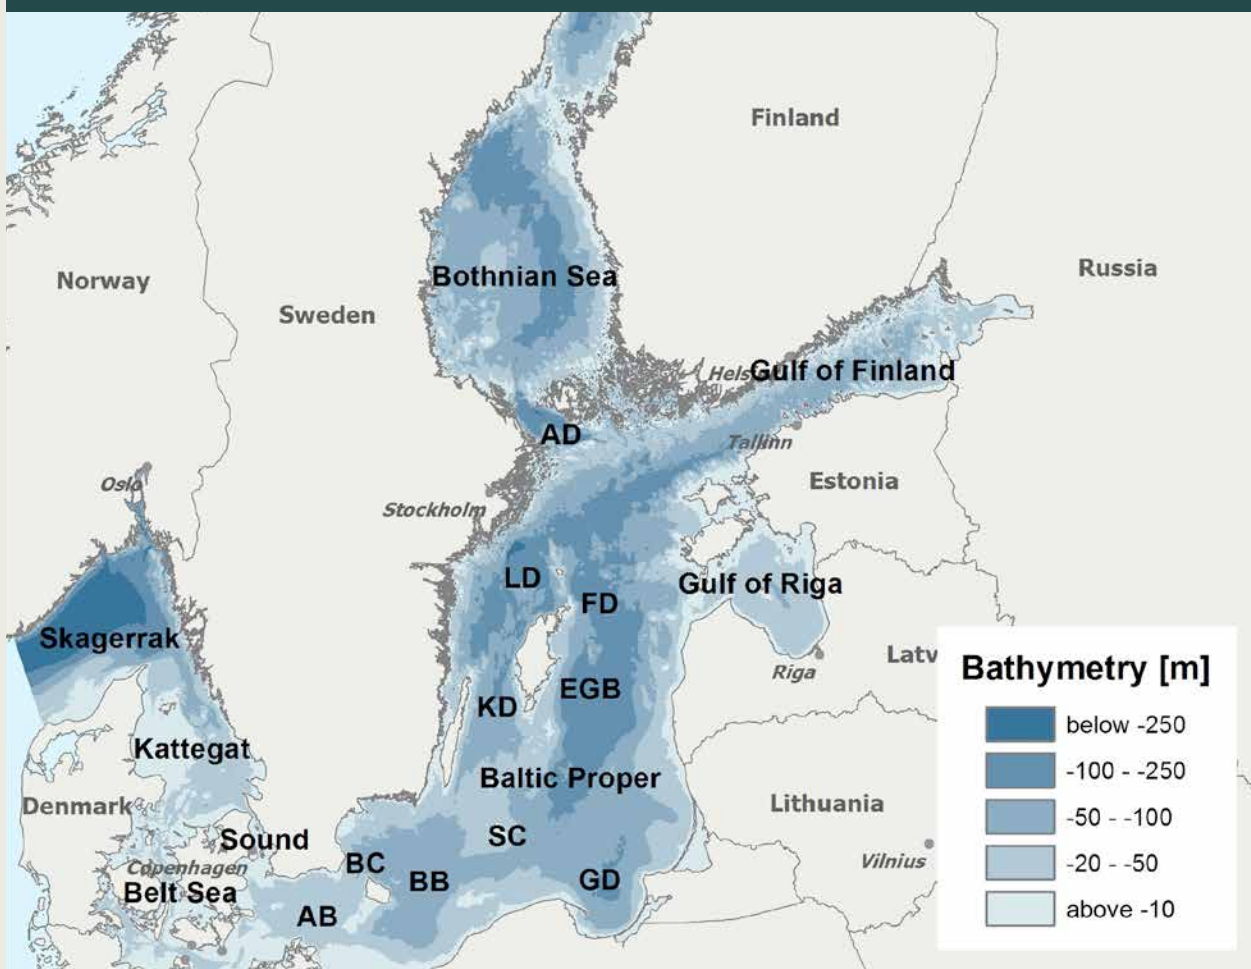 Finland
Norway
Russia
Bothnian Sea
Sweden
Gulf of Finland
AD
Tallinn
Oslo
Estonia
Stockholm
LD
FD
Gulf of Riga
Skagerrak
Riga
EGB
KD
Kattegat
Baltic Proper
Denmark
Lithuania
Sound
SC
Vilnius
BC
Copenhagen
BB
GD
Belt Sea
AB
Bathymetry [m]
below -250
-100 - -250
-50 - -100
-20 - -50
above -10